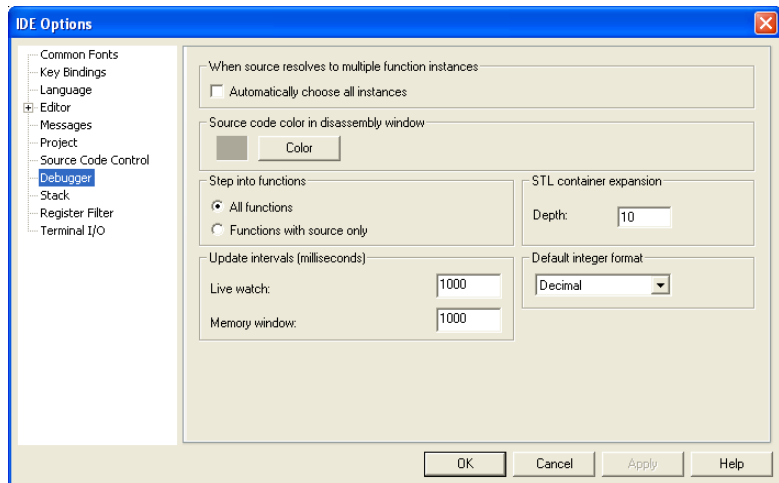 IDE Options
Common Fonts
Key Bindings
Language
Editor
Messages
Project
Source Code Control
Debugger
Stack
Register Filter
Terminal I/O
When source resolves to multiple function instances
Automatically choose all instances
Source code color in disassembly window
Color
Step into functions
All functions
Functions with source only
STL container expansion
Depth: 10
Update intervals (milliseconds)
Live watch: 1000
Memory window: 1000
Default integer format
Decimal
OK Cancel Apply Help